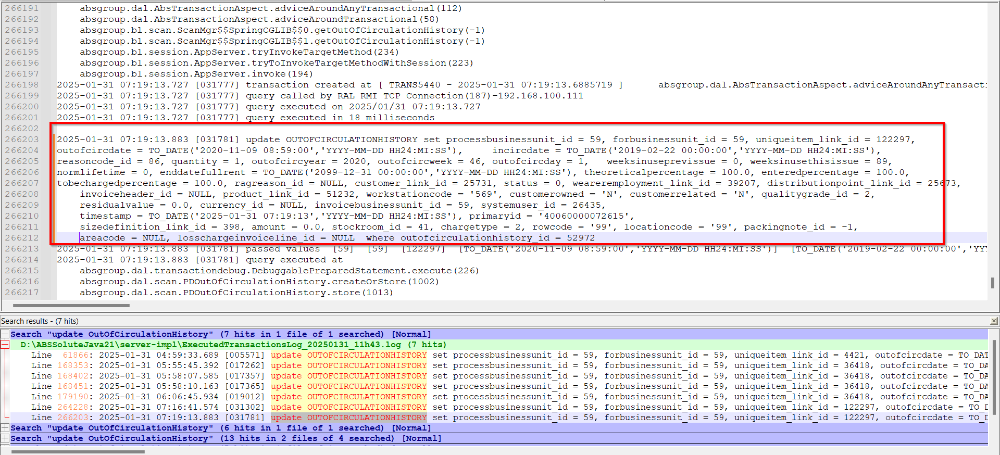 266191 absgroup.dal.AbsTransactionAspect.adviceAroundAnyTransactional(112)
266192 absgroup.dal.AbsTransactionAspect.adviceAroundTransactional(58)
266193 absgroup.bl.scan.ScanMgr$$SpringCGLIB$$0.getOutOfCirculationHistory(-1)
266194 absgroup.bl.scan.ScanMgr$$SpringCGLIB$$1.getOutOfCirculationHistory(-1)
266195 absgroup.bl.session.AppServer.tryInvokeTargetMethod(234)
266196 absgroup.bl.session.AppServer.tryToInvokeTargetMethodWithSession(223)
266197 absgroup.bl.session.AppServer.invoke(194)
266198 2025-01-31 07:19:13.727 [031777] transaction created at [ TRANS5440 - 2025-01-31 07:19:13.6885719 ] absgroup.dal.AbsTransactionAspect.adviceAroundAnyTransacti
266199 2025-01-31 07:19:13.727 [031777] query called by RAL RMI TCP Connection(187)-192.168.100.111
266200 2025-01-31 07:19:13.727 [031777] query executed on 2025/01/31 07:19:13.727
266201 2025-01-31 07:19:13.727 [031777] query executed in 18 milliseconds
266202
266203 2025-01-31 07:19:13.883 [031781] update OUTOFCIRCULATIONHISTORY set processbusinessunit_id = 59, forbusinessunit_id = 59, uniqueitem_link_id = 122297,
266204 outofcircdate = TO_DATE('2020-11-09 08:59:00','YYYY-MM-DD HH24:MI:SS'), incircdate = TO_DATE('2019-02-22 00:00:00','YYYY-MM-DD HH24:MI:SS'),
266205 reasoncode_id = 86, quantity = 1, outofcircyear = 2020, outofcircweek = 46, outofcircday = 1, weeksinuseprevissue = 0, weeksinusethisissue = 89,
266206 normlifetime = 0, enddatefullrent = TO_DATE('2099-12-31 00:00:00','YYYY-MM-DD HH24:MI:SS'), theoreticalpercentage = 100.0, enteredpercentage = 100.0,
266207 tobechargedpercentage = 100.0, ragreason_id = NULL, customer_link_id = 25731, status = 0, weareremployment_link_id = 39207, distributionpoint_link_id = 25673,
266208 invoiceheader_id = NULL, product_link_id = 51232, workstationcode = '569', customerowned = 'N', customerrelated = 'N', qualitygrade_id = 2,
266209 residualvalue = 0.0, currency_id = NULL, invoicebusinessunit_id = 59, systemuser_id = 26435,
266210 timestamp = TO_DATE('2025-01-31 07:19:13','YYYY-MM-DD HH24:MI:SS'), primaryid = '40060000072615',
266211 sizedefinition_link_id = 398, amount = 0.0, stockroom_id = 41, chargetype = 2, rowcode = '99', locationcode = '99', packingnote_id = -1,
266212 areacode = NULL, losschargeinvoiceline_id = NULL where outofcirculationhistory_id = 52972
266213 2025-01-31 07:19:13.883 [031781] passed values [59] [59] [122297] [TO_DATE('2020-11-09 08:59:00','YYYY-MM-DD HH24:MI:SS')] [TO_DATE('2019-02-22 00:00:00','YY
266214 2025-01-31 07:19:13.883 [031781] query executed at
266215 absgroup.dal.transactiondebug.DebuggablePreparedStatement.execute(226)
266216 absgroup.dal.scan.PDOutOfCirculationHistory.createOrStore(1002)
266217 absgroup.dal.scan.PDOutOfCirculationHistory.store(1013)
Search results - (7 hits)
Search "update OutOfCirculationHistory" (7 hits in 1 file of 1 searched) [Normal]
D:\ABSSoluteJava21\server-impl\ExecutedTransactionsLog_20250131_11h43.log (7 hits)
Line 61866: 2025-01-31 04:59:33.689 [005571] update OUTOFCIRCULATIONHISTORY set processbusinessunit_id = 59, forbusinessunit_id = 59, uniqueitem_link_id = 4421, outofcircdate = TO_DAT
Line 168353: 2025-01-31 05:55:45.392 [017262] update OUTOFCIRCULATIONHISTORY set processbusinessunit_id = 59, forbusinessunit_id = 59, uniqueitem_link_id = 36418, outofcircdate = TO_DA
Line 168402: 2025-01-31 05:58:07.585 [017357] update OUTOFCIRCULATIONHISTORY set processbusinessunit_id = 59, forbusinessunit_id = 59, uniqueitem_link_id = 36418, outofcircdate = TO_DA
Line 168451: 2025-01-31 05:58:10.163 [017365] update OUTOFCIRCULATIONHISTORY set processbusinessunit_id = 59, forbusinessunit_id = 59, uniqueitem_link_id = 36418, outofcircdate = TO_DA
Line 179190: 2025-01-31 06:06:45.934 [019012] update OUTOFCIRCULATIONHISTORY set processbusinessunit_id = 59, forbusinessunit_id = 59, uniqueitem_link_id = 36418, outofcircdate = TO_DA
Line 264228: 2025-01-31 07:16:41.574 [031302] update OUTOFCIRCULATIONHISTORY set processbusinessunit_id = 59, forbusinessunit_id = 59, uniqueitem_link_id = 122297, outofcircdate = TO_D
Line 266203: 2025-01-31 07:19:13.883 [031781] update OUTOFCIRCULATIONHISTORY set processbusinessunit_id = 59, forbusinessunit_id = 59, uniqueitem_link_id = 122297, outofcircdate = TO_D
Search "update OutOfCirculationHistory" (6 hits in 1 file of 1 searched) [Normal]
Search "update OutOfCirculationHistory" (13 hits in 2 files of 4 searched) [Normal]